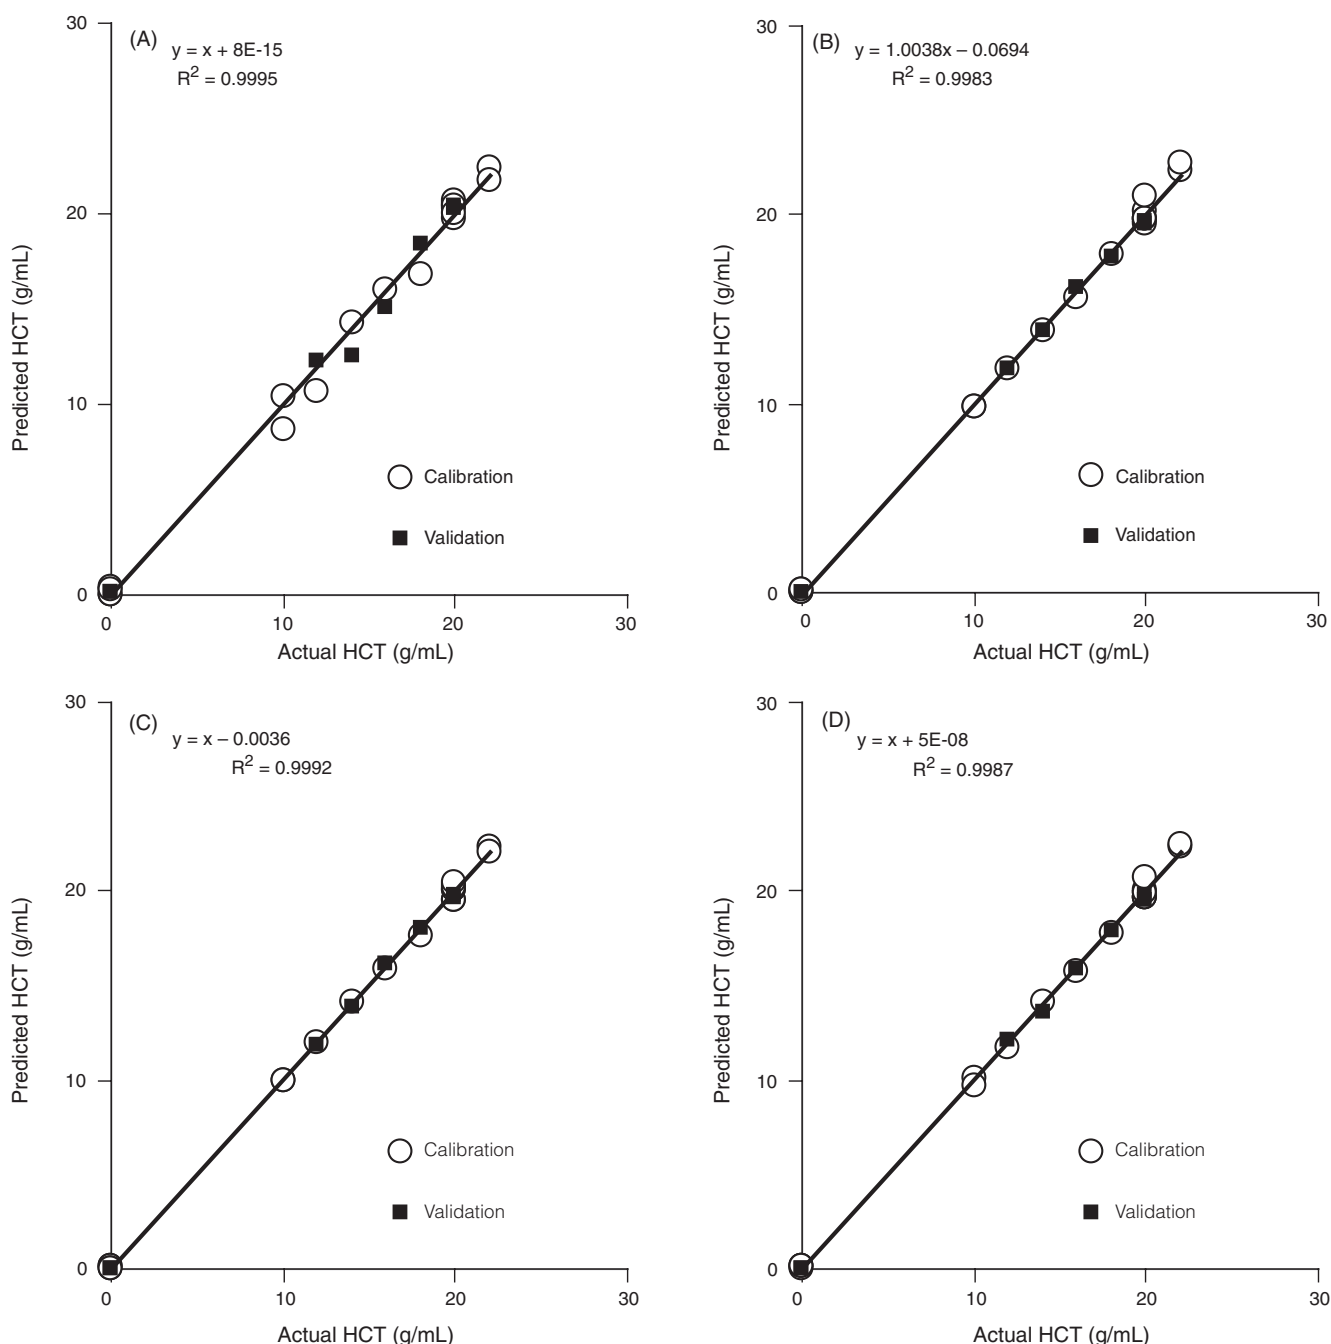 (A)
y = x + 8E-15
R² = 0.9995
30
20
10
0
Predicted HCT (g/mL)
Calibration
Validation
0 10 20 30
Actual HCT (g/mL)
(B)
y = 1.0038x – 0.0694
R² = 0.9983
30
20
10
0
Predicted HCT (g/mL)
Calibration
Validation
0 10 20 30
Actual HCT (g/mL)
(C)
y = x – 0.0036
R² = 0.9992
30
20
10
0
Predicted HCT (g/mL)
Calibration
Validation
0 10 20 30
Actual HCT (g/mL)
(D)
y = x + 5E-08
R² = 0.9987
30
20
10
0
Predicted HCT (g/mL)
Calibration
Validation
0 10 20 30
Actual HCT (g/mL)